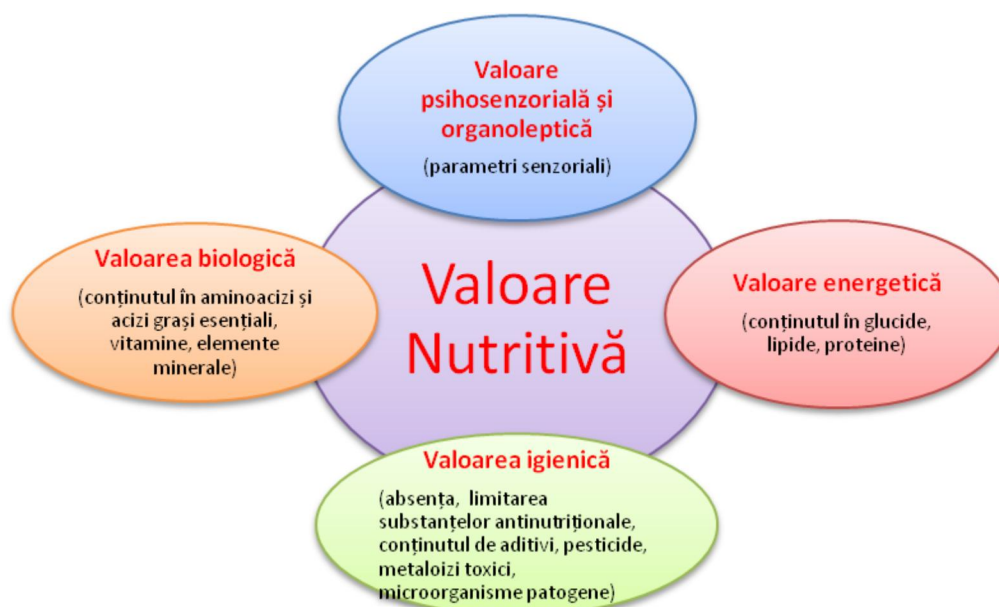 Valoare
psihosenzorială și
organoleptică
(parametri senzoriali)
Valoarea biologică
(conținutul în aminoacizi și
acizi grași esențiali,
vitamine, elemente
minerale)
Valoare
Nutritivă
Valoare energetică
(conținutul în glucide,
lipide, proteine)
Valoarea igienică
(absența, limitarea
substanțelor antinutriționale,
conținutul de aditivi, pesticide,
metaloizi toxici,
microorganisme patogene)